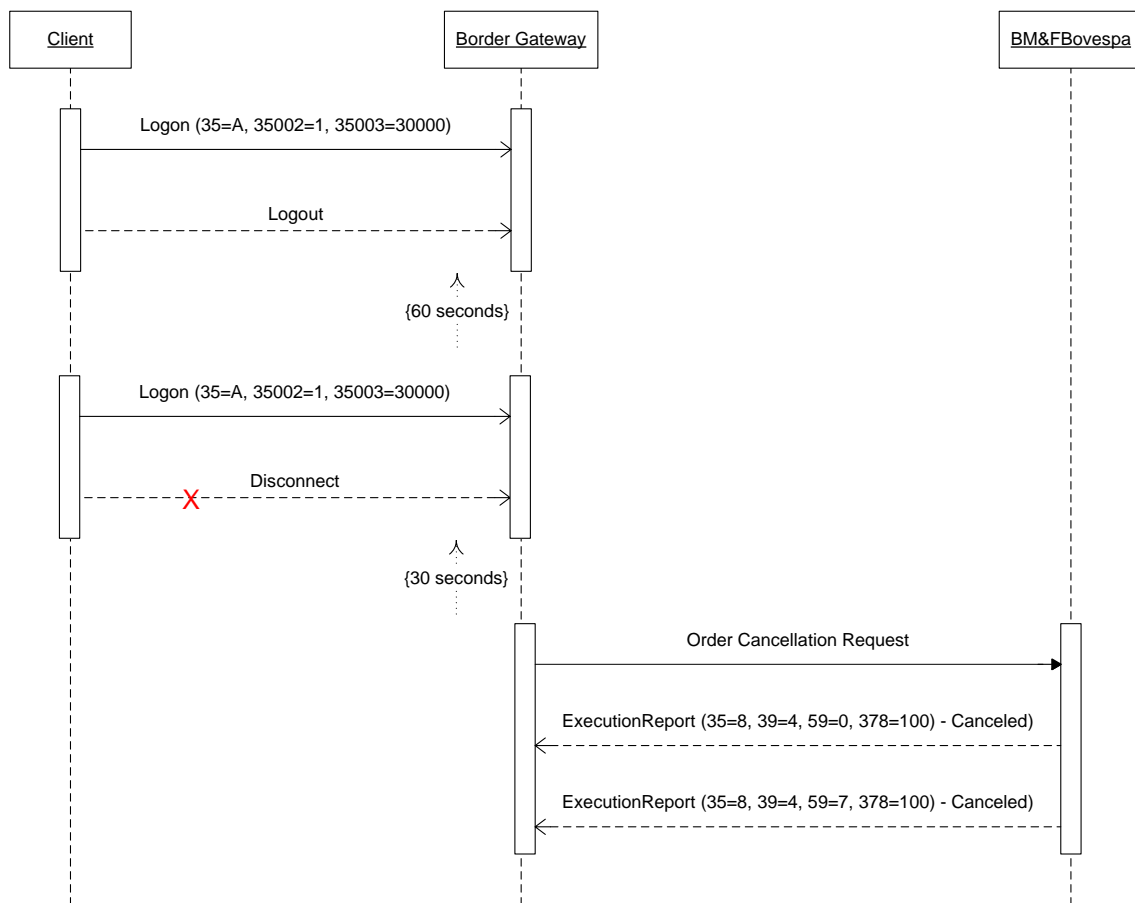 Client
Border Gateway
BM&FBovespa
Logon (35=A, 35002=1, 35003=30000)
Logout
{60 seconds}
Logon (35=A, 35002=1, 35003=30000)
Disconnect
X
{30 seconds}
Order Cancellation Request
ExecutionReport (35=8, 39=4, 59=0, 378=100) - Canceled)
ExecutionReport (35=8, 39=4, 59=7, 378=100) - Canceled)